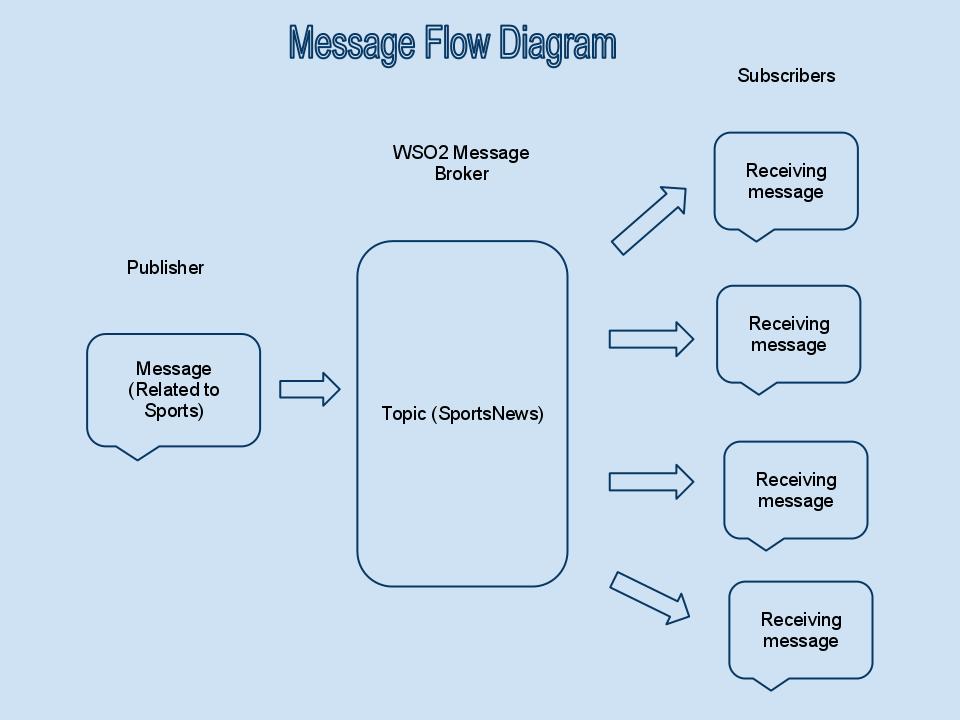 Message Flow Diagram
Subscribers
WSO2 Message
Broker
Publisher
Message
(Related to
Sports)
Topic (SportsNews)
Receiving
message
Receiving
message
Receiving
message
Receiving
message